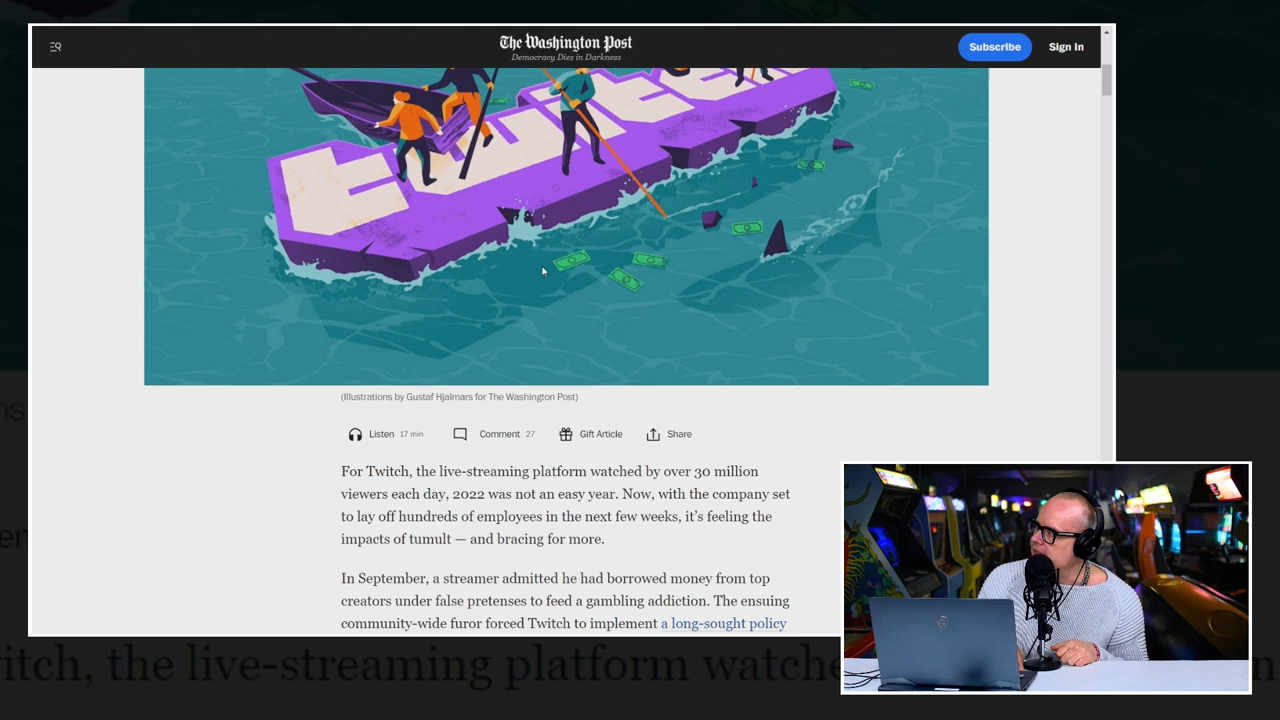 The Washington Post
Democracy Dies in Darkness
Subscribe
Sign in
twitch
(Illustrations by Gustaf Hjalmars for The Washington Post)
Listen 17 min
Comment 27
Gift Article
Share
For Twitch, the live-streaming platform watched by over 30 million
viewers each day, 2022 was not an easy year. Now, with the company set
to lay off hundreds of employees in the next few weeks, it's feeling the
impacts of tumult — and bracing for more.
In September, a streamer admitted he had borrowed money from top
creators under false pretenses to feed a gambling addiction. The ensuing
community-wide furor forced Twitch to implement a long-sought policy
itch, the live-streaming platform watche